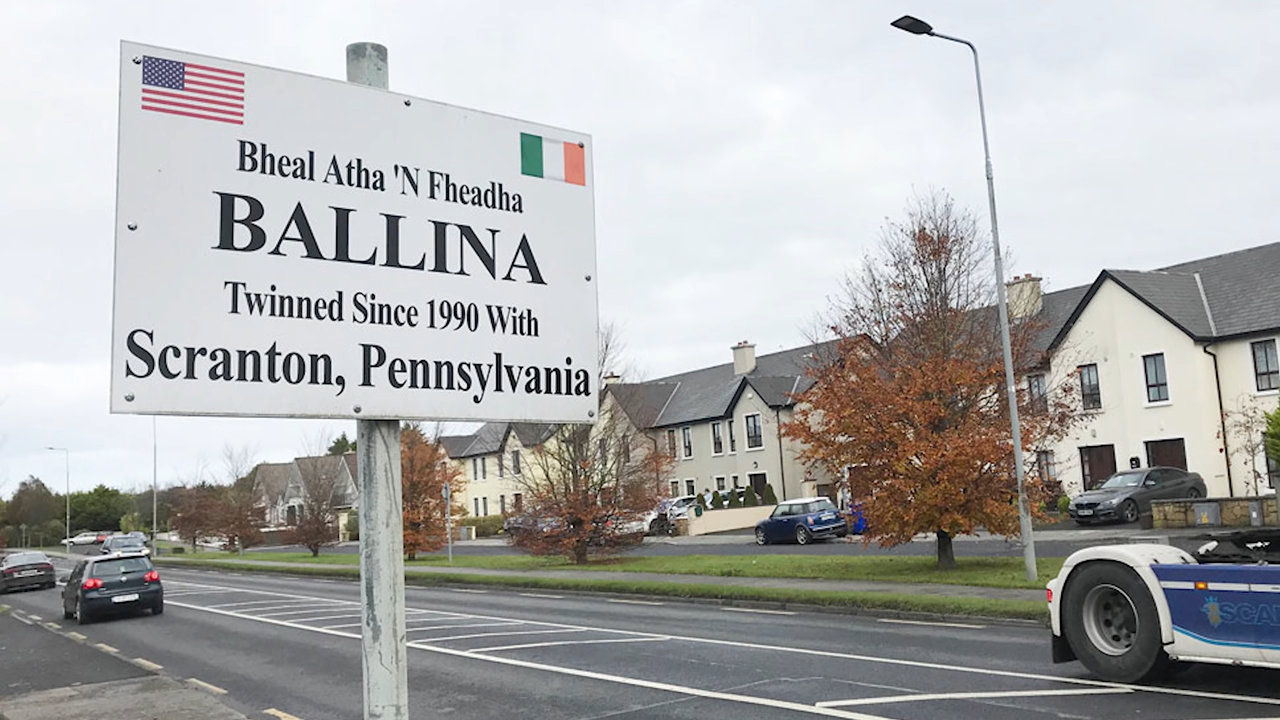 Bheal Atha 'N Fheadha
BALLINA
Twinned Since 1990 With
Scranton, Pennsylvania